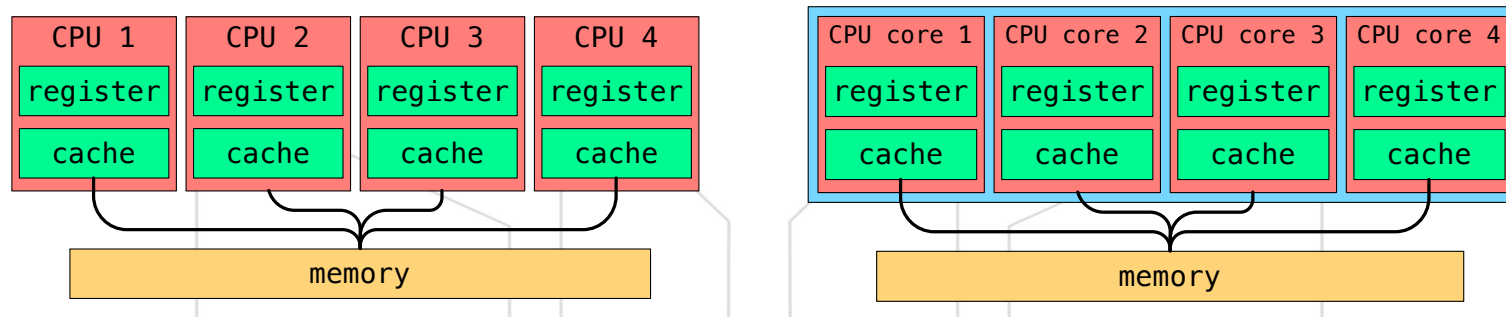 CPU 1
register
cache
CPU 2
register
cache
CPU 3
register
cache
CPU 4
register
cache
memory
CPU core 1
register
cache
CPU core 2
register
cache
CPU core 3
register
cache
CPU core 4
register
cache
memory